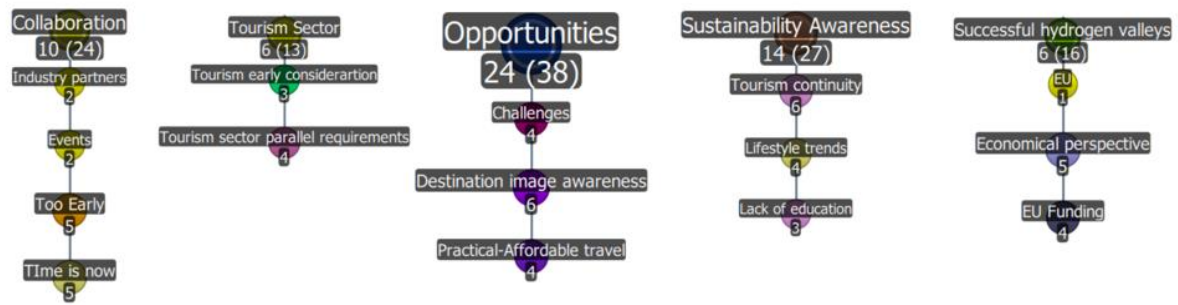 Collaboration
10 (24)
Industry partners
2
Events
2
Too Early
5
TIme is now
5
Tourism Sector
6 (13)
Tourism early considerartion
3
Tourism sector parallel requirements
4
Opportunities
24 (38)
Challenges
4
Destination image awareness
6
Practical-Affordable travel
4
Sustainability Awareness
14 (27)
Tourism continuity
6
Lifestyle trends
4
Lack of education
3
Successful hydrogen valleys
6 (16)
EU
1
Economical perspective
5
EU Funding
4